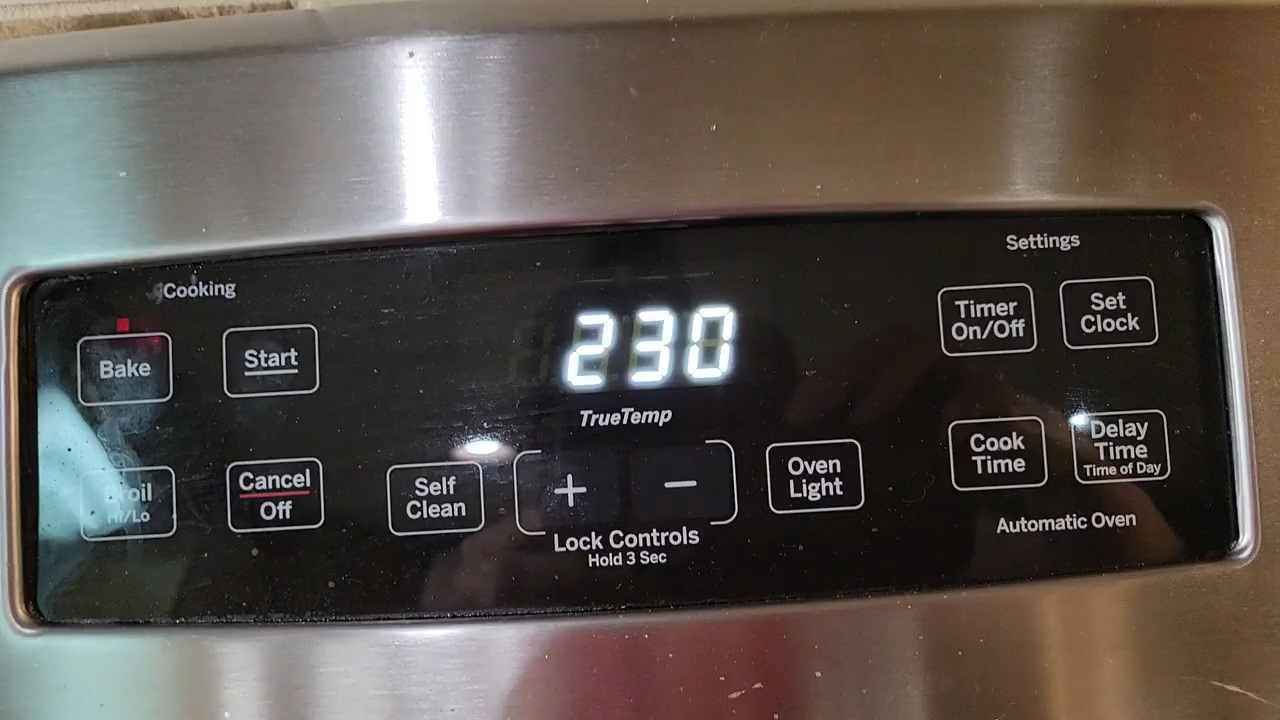 Cooking
Settings
Bake
Start
230
Timer
On/Off
Set
Clock
TrueTemp
Hi/Lo
Cancel
Off
Self
Clean
+
−
Oven
Light
Cook
Time
Delay
Time
Time of Day
Lock Controls
Hold 3 Sec
Automatic Oven